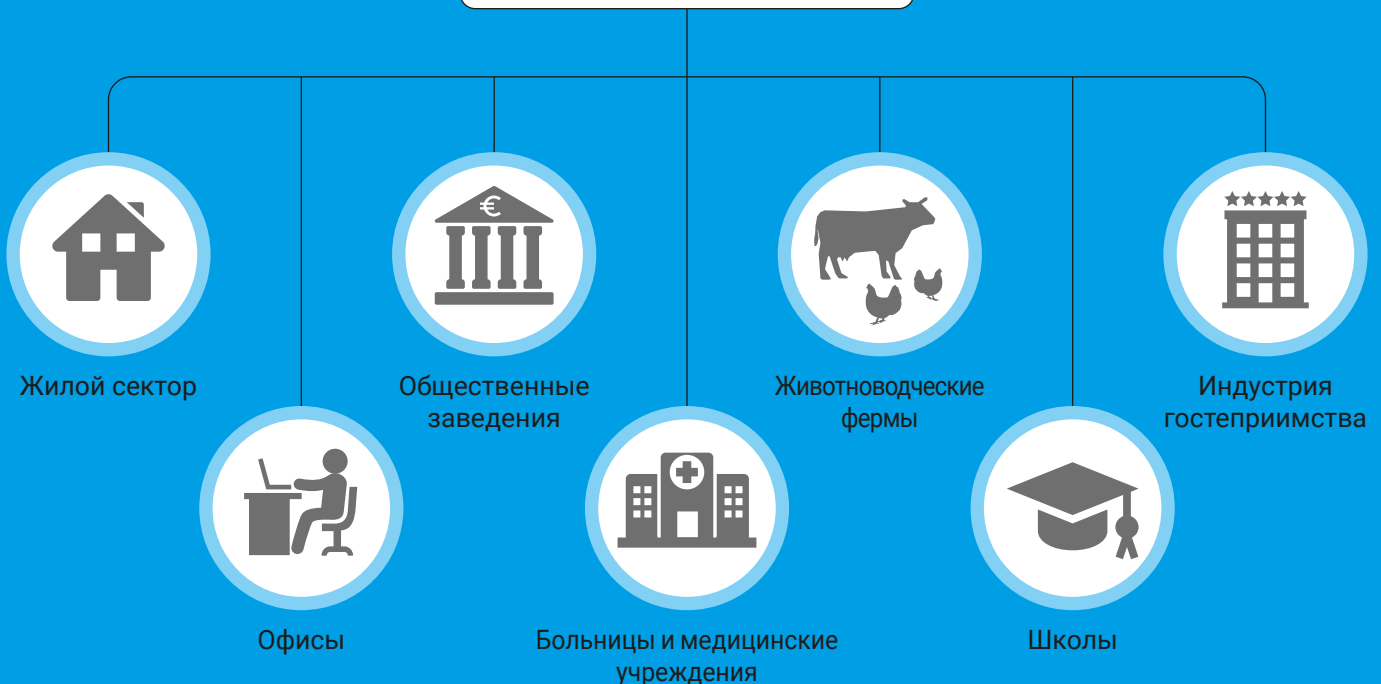 €
Жилой сектор
Общественные
заведения
Животноводческие
фермы
Индустрия
гостеприимства
Офисы
Больницы и медицинские
учреждения
Школы